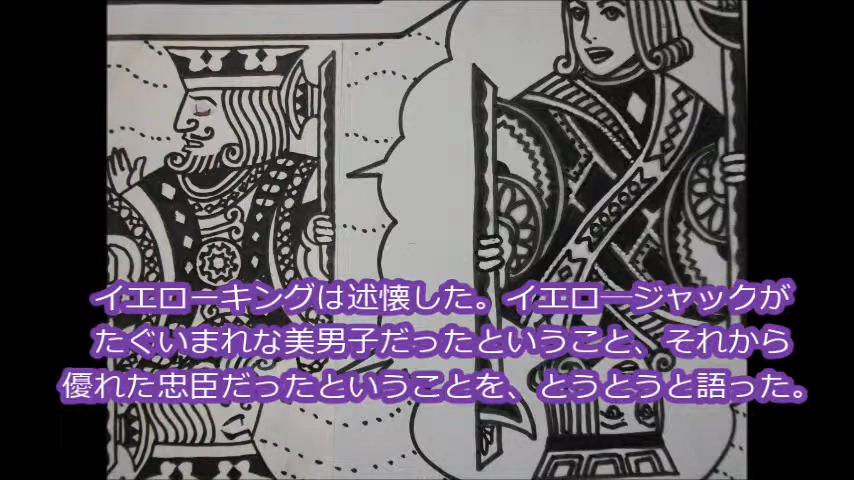 イエローキングは述懐した。イエロージャックが
たぐいまれな美男子だったということ、それから
優れた忠臣だったということを、とうとうと語った。